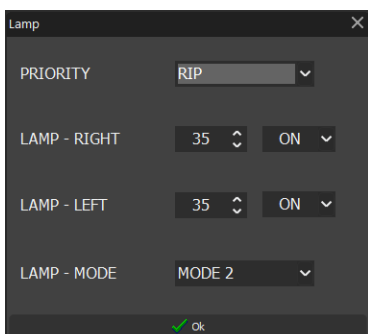 Lamp
PRIORITY RIP
LAMP - RIGHT 35 ON
LAMP - LEFT 35 ON
LAMP - MODE MODE 2
Ok